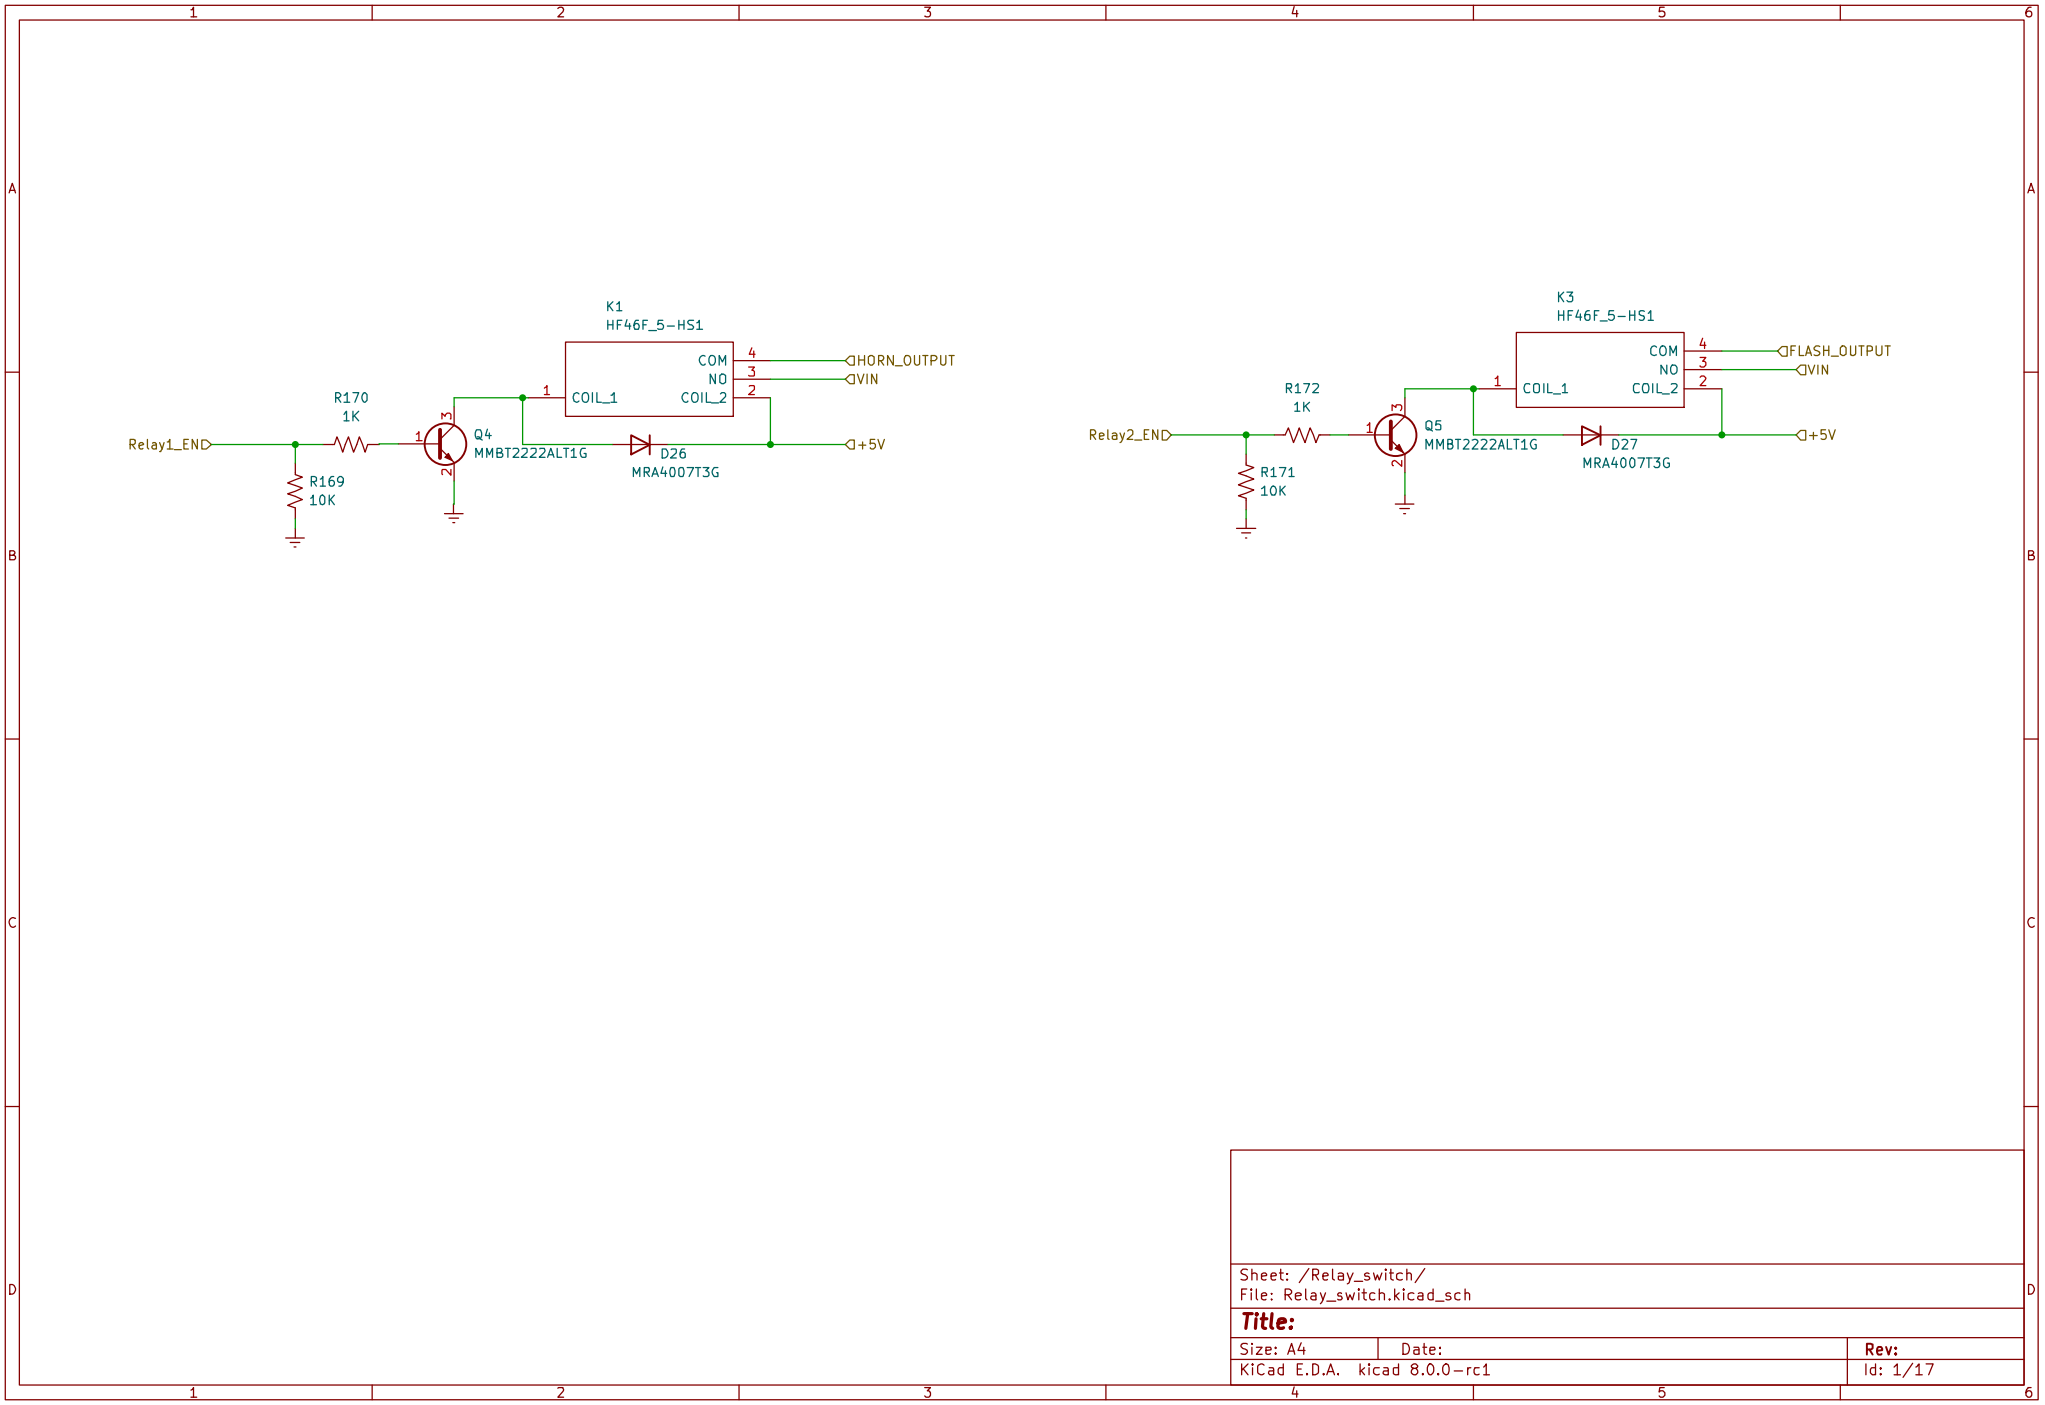 1 2 3 4 5 6
A A
K1
HF46F_5-HS1
COM 4 HORN_OUTPUT
NO 3 VIN
1 COIL_1 COIL_2 2
R170
1K
Relay1_EN
1
3
2
Q4
MMBT2222ALT1G
D26
MRA4007T3G
+5V
R169
10K
K3
HF46F_5-HS1
COM 4 FLASH_OUTPUT
NO 3 VIN
1 COIL_1 COIL_2 2
R172
1K
Relay2_EN
1
3
2
Q5
MMBT2222ALT1G
D27
MRA4007T3G
+5V
R171
10K
B B
C C
D D
Sheet: /Relay_switch/
File: Relay_switch.kicad_sch
Title:
Size: A4 Date: Rev:
KiCad E.D.A. kicad 8.0.0-rc1 Id: 1/17
1 2 3 4 5 6